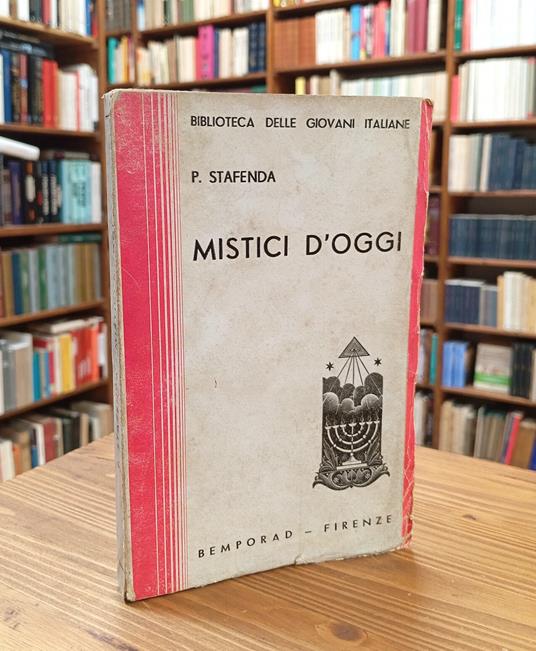 BIBLIOTECA DELLE GIOVANI ITALIANE
P. STAFENDA
MISTICI D'OGGI
BEMPORAD - FIRENZE